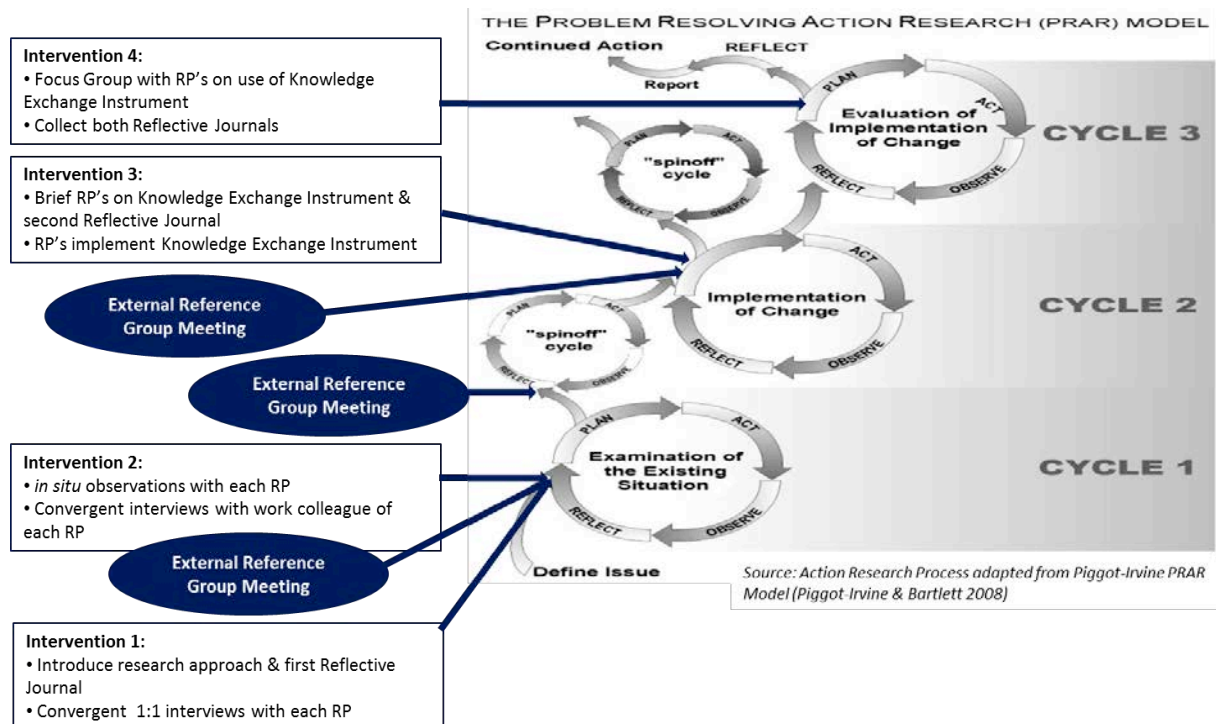 THE PROBLEM RESOLVING ACTION RESEARCH (PRAR) MODEL
Intervention 4:
• Focus Group with RP's on use of Knowledge
Exchange Instrument
• Collect both Reflective Journals
Intervention 3:
• Brief RP's on Knowledge Exchange Instrument &
second Reflective Journal
• RP's implement Knowledge Exchange Instrument
External Reference
Group Meeting
External Reference
Group Meeting
Intervention 2:
• in situ observations with each RP
• Convergent interviews with work colleague of
each RP
External Reference
Group Meeting
Intervention 1:
• Introduce research approach & first Reflective
Journal
• Convergent 1:1 interviews with each RP
Continued Action
REFLECT
Report
PLAN
ACT
OBSERVE
REFLECT
Evaluation of
Implementation
of Change
CYCLE 3
PLAN
ACT
OBSERVE
REFLECT
"spinoff"
cycle
ACT
OBSERVE
REFLECT
Implementation
of Change
CYCLE 2
PLAN
ACT
OBSERVE
REFLECT
"spinoff"
cycle
PLAN
ACT
OBSERVE
REFLECT
Examination of
the Existing
Situation
CYCLE 1
Define Issue
Source: Action Research Process adapted from Piggot-Irvine PRAR
Model (Piggot-Irvine & Bartlett 2008)